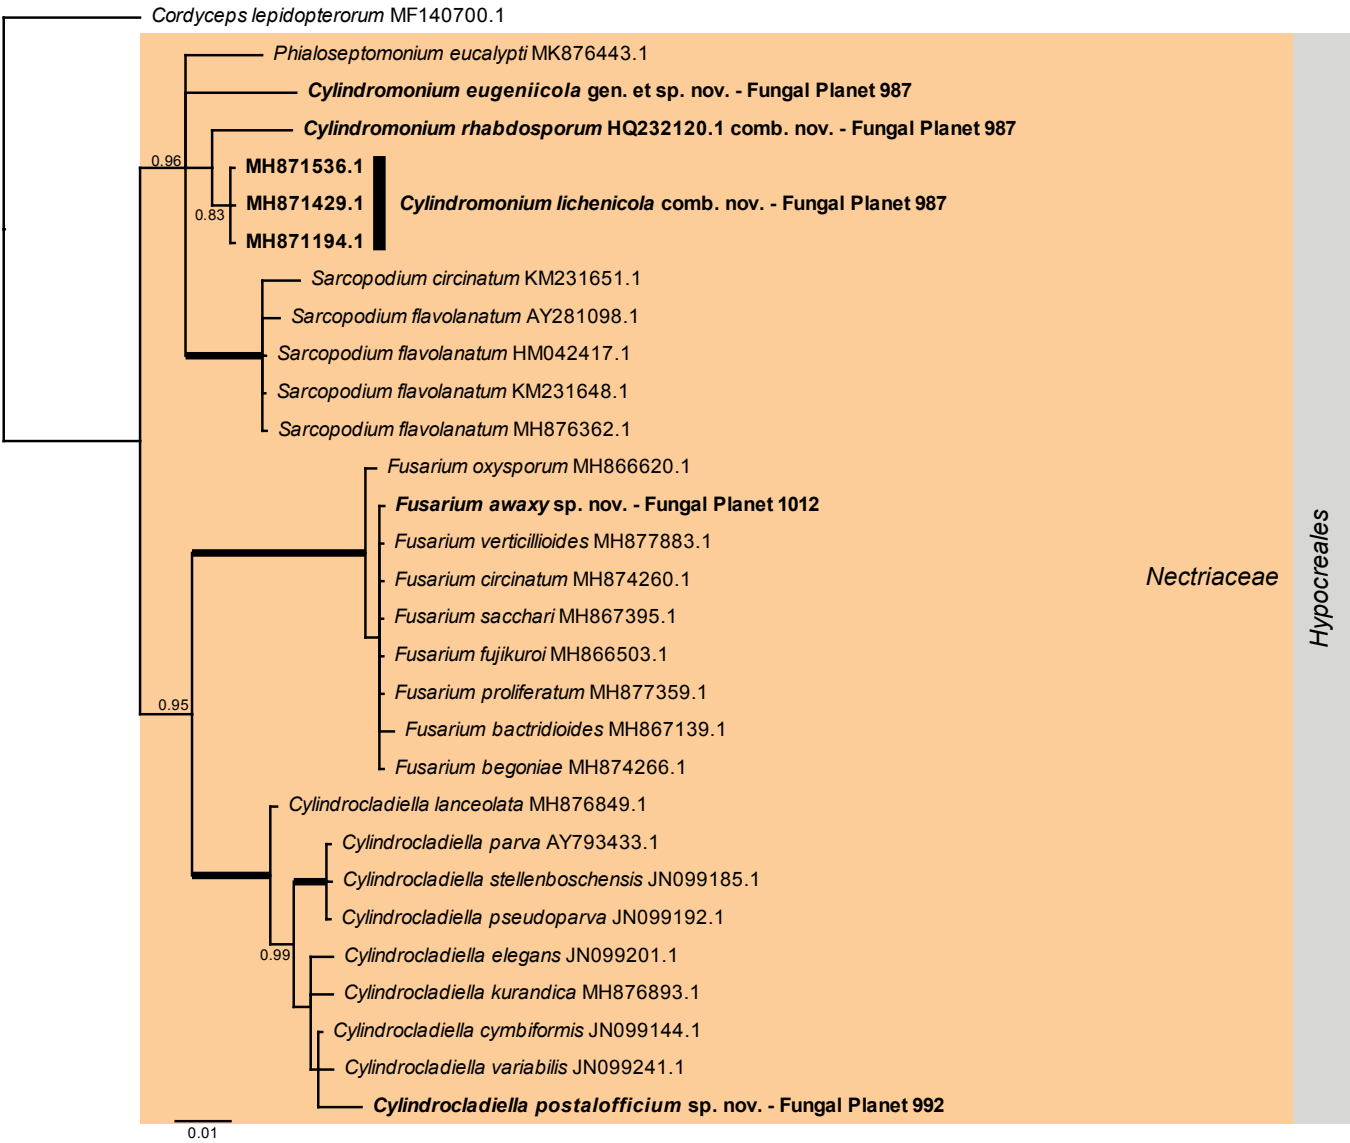 Cordyceps lepidopterorum MF140700.1
Phialoseptomonium eucalypti MK876443.1
Cylindromonium eugeniicola gen. et sp. nov. - Fungal Planet 987
Cylindromonium rhabdosporum HQ232120.1 comb. nov. - Fungal Planet 987
0.96
MH871536.1
MH871429.1
Cylindromonium lichenicola comb. nov. - Fungal Planet 987
0.83
MH871194.1
Sarcopodium circinatum KM231651.1
Sarcopodium flavolanatum AY281098.1
Sarcopodium flavolanatum HM042417.1
Sarcopodium flavolanatum KM231648.1
Sarcopodium flavolanatum MH876362.1
Fusarium oxysporum MH866620.1
Fusarium awaxy sp. nov. - Fungal Planet 1012
Fusarium verticillioides MH877883.1
Fusarium circinatum MH874260.1
Nectriaceae
Hypocreales
Fusarium sacchari MH867395.1
Fusarium fujikuroi MH866503.1
Fusarium proliferatum MH877359.1
0.95
Fusarium bactridioides MH867139.1
Fusarium begoniae MH874266.1
Cylindrocladiella lanceolata MH876849.1
Cylindrocladiella parva AY793433.1
Cylindrocladiella stellenboschensis JN099185.1
Cylindrocladiella pseudoparva JN099192.1
0.99
Cylindrocladiella elegans JN099201.1
Cylindrocladiella kurandica MH876893.1
Cylindrocladiella cymbiformis JN099144.1
Cylindrocladiella variabilis JN099241.1
Cylindrocladiella postalofficium sp. nov. - Fungal Planet 992
0.01